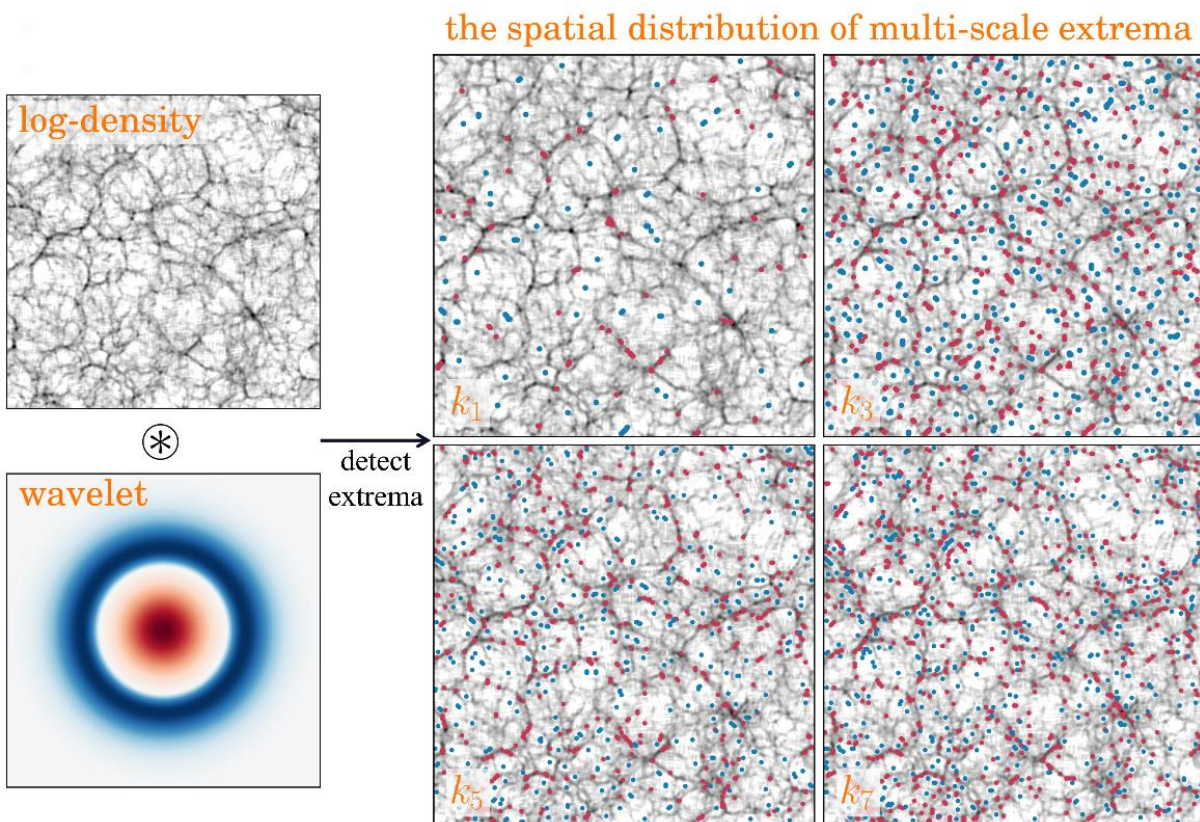 the spatial distribution of multi-scale extrema
log-density
⊛
wavelet
detect
extrema
k₁
k₃
k₅
k₇